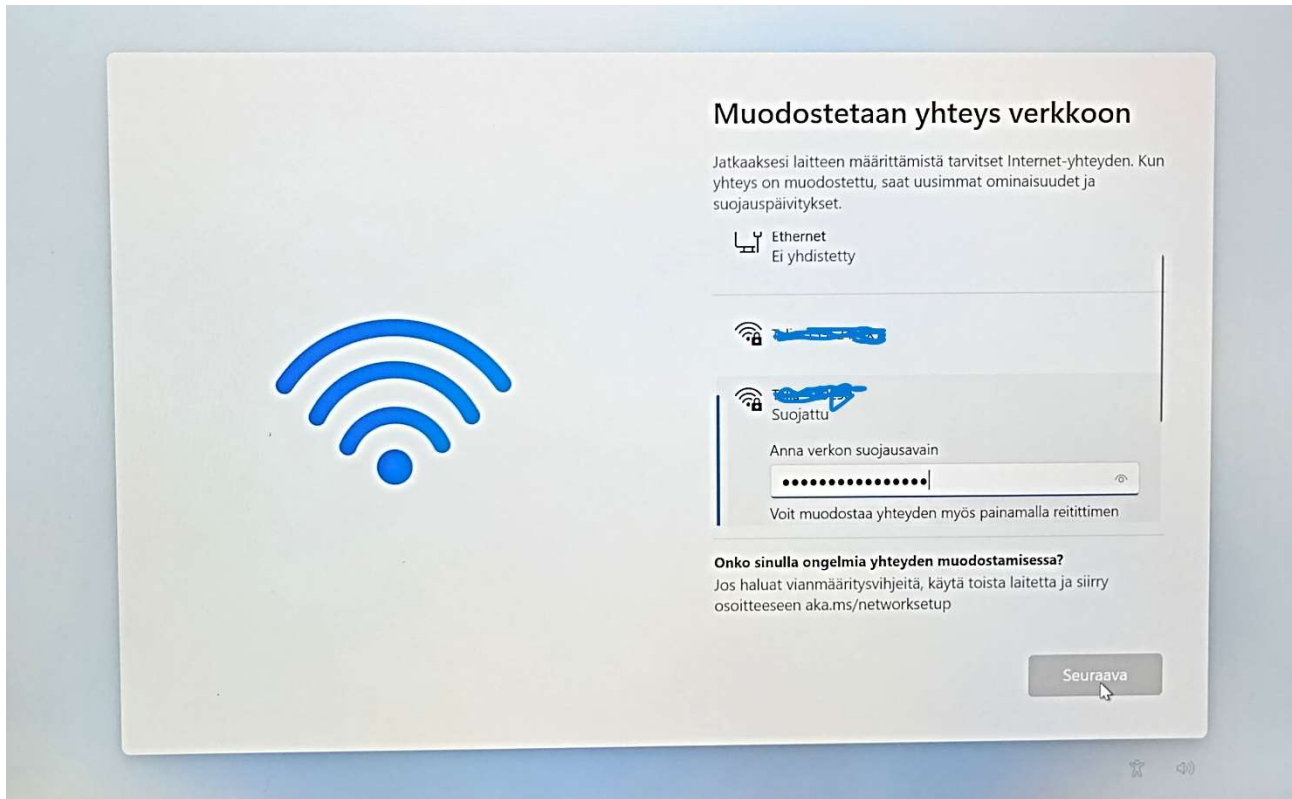 Muodostetaan yhteys verkkoon
Jatkaaksesi laitteen määrittämistä tarvitset Internet-yhteyden. Kun
yhteys on muodostettu, saat uusimmat ominaisuudet ja
suojauspäivitykset.
Ethernet
Ei yhdistetty
Suojattu
Anna verkon suojausavain
Voit muodostaa yhteyden myös painamalla reitittimen
Onko sinulla ongelmia yhteyden muodostamisessa?
Jos haluat vianmääritysvihjeitä, käytä toista laitetta ja siirry
osoitteeseen aka.ms/networksetup
Seuraava